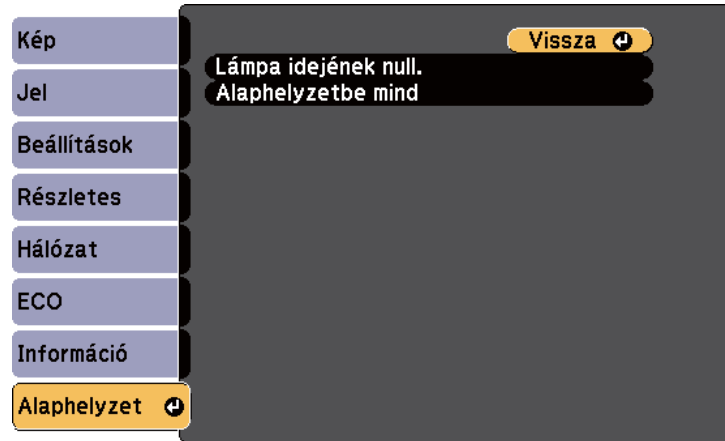 Kép
Jel
Beállítások
Részletes
Hálózat
ECO
Információ
Alaphelyzet
Vissza
Lámpa idejének null.
Alaphelyzetbe mind